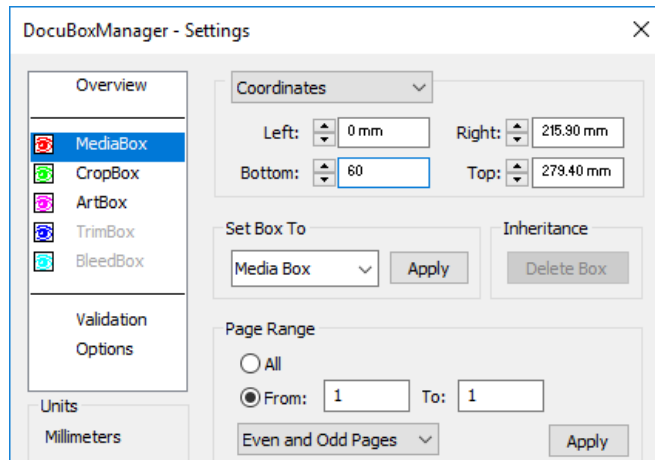 DocuBoxManager - Settings
Overview
MediaBox
CropBox
ArtBox
TrimBox
BleedBox
Validation
Options
Units
Millimeters
Coordinates
Left: 0 mm Right: 215.90 mm
Bottom: 60 Top: 279.40 mm
Set Box To
Media Box Apply
Inheritance
Delete Box
Page Range
All
From: 1 To: 1
Even and Odd Pages Apply